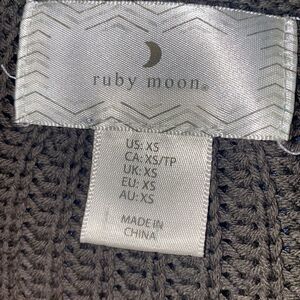 ruby moon®
US: XS
CA: XS/TP
UK: XS
EU: XS
AU: XS
MADE IN
CHINA